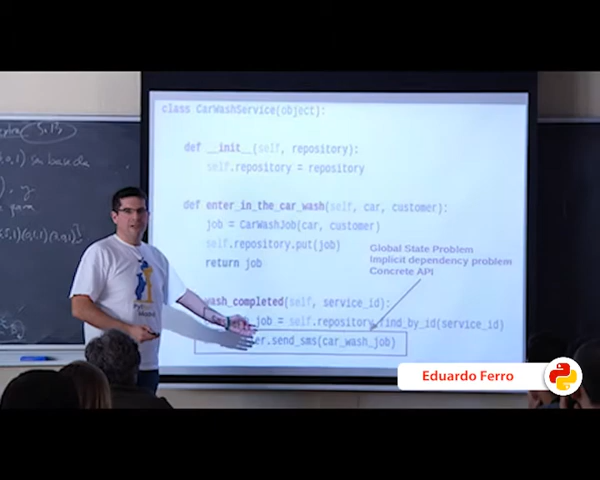 class CarWashService(object):
def __init__(self, repository):
self.repository = repository
def enter_in_the_car_wash(self, car, customer):
job = CarWashJob(car, customer)
self.repository.put(job)
return job
Global State Problem
Implicit dependency problem
Concrete API
wash_completed(self, service_id):
job = self.repository.find_by_id(service_id)
.send_sms(car_wash_job)
Eduardo Ferro